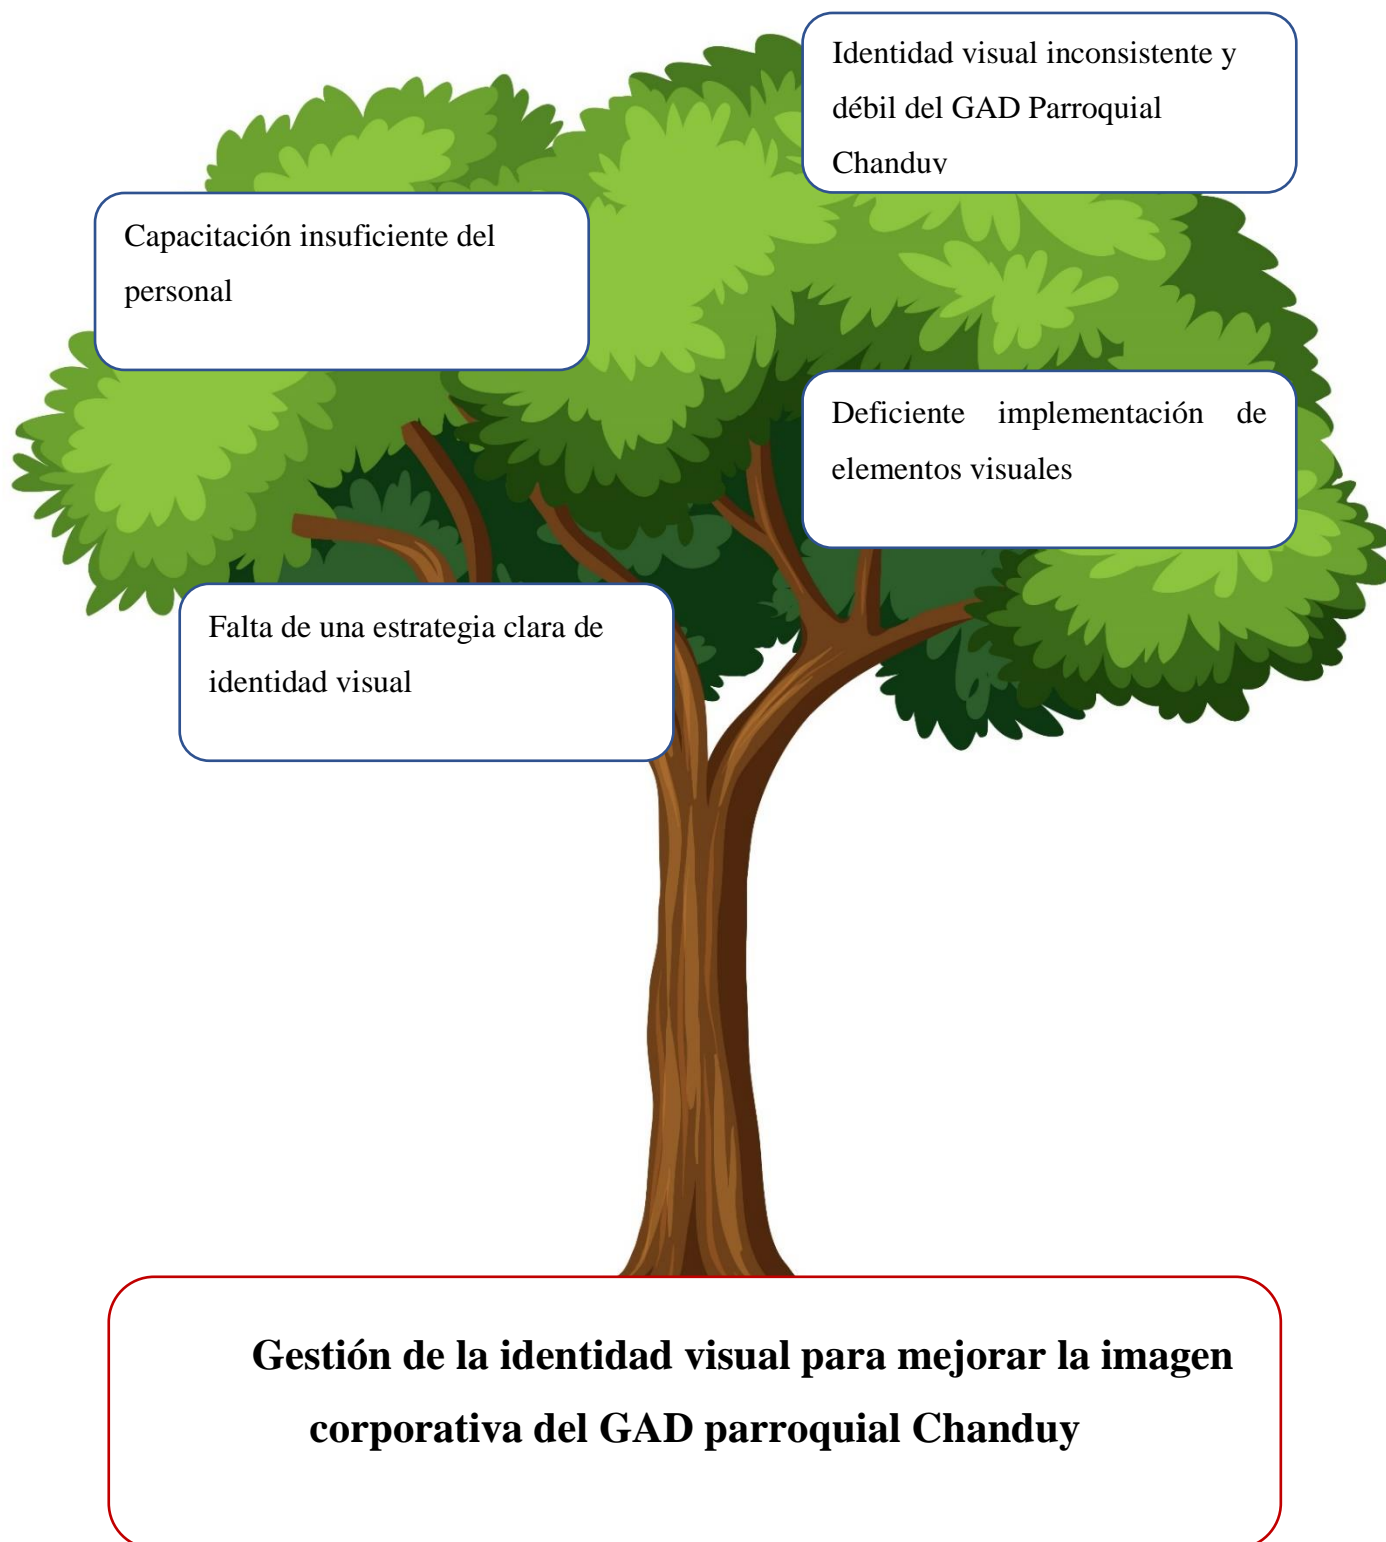 Identidad visual inconsistente y
débil del GAD Parroquial
Chanduy
Capacitación insuficiente del
personal
Deficiente implementación de
elementos visuales
Falta de una estrategia clara de
identidad visual
Gestión de la identidad visual para mejorar la imagen
corporativa del GAD parroquial Chanduy